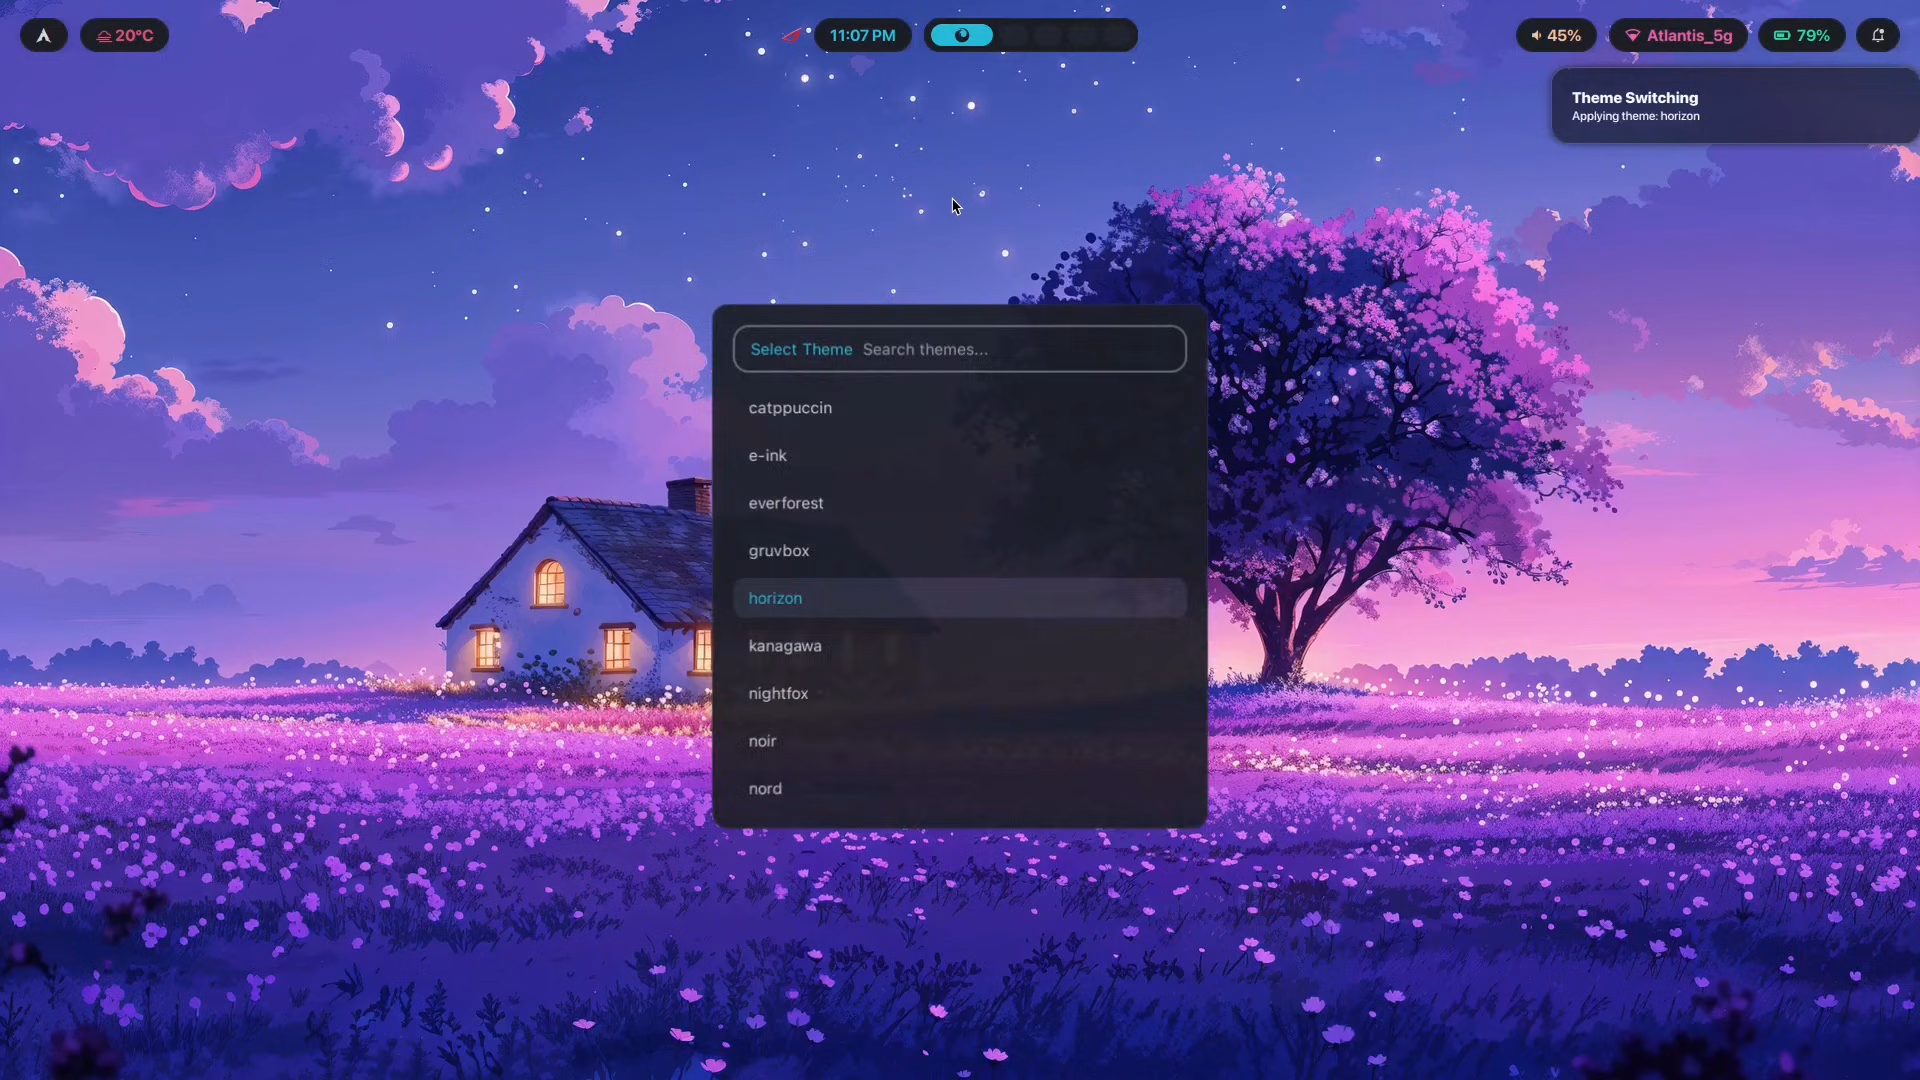 20°C
11:07 PM
45%
Atlantis_5g
79%
Theme Switching
Applying theme: horizon
Select Theme Search themes...
catppuccin
e-ink
everforest
gruvbox
horizon
kanagawa
nightfox
noir
nord